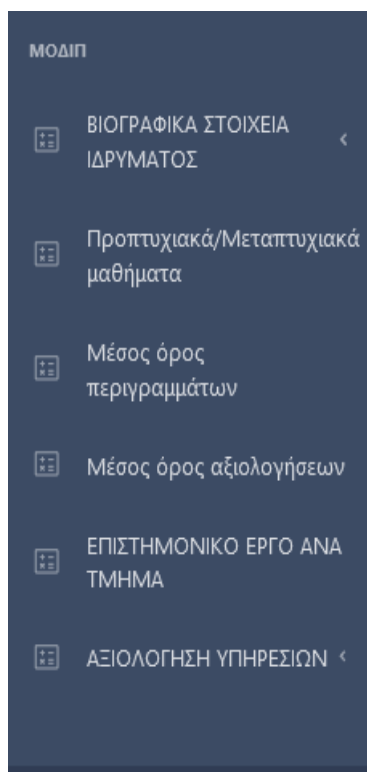 ΜΟΔΙΠ
ΒΙΟΓΡΑΦΙΚΑ ΣΤΟΙΧΕΙΑ
ΙΔΡΥΜΑΤΟΣ
Προπτυχιακά/Μεταπτυχιακά
μαθήματα
Μέσος όρος
περιγραμμάτων
Μέσος όρος αξιολογήσεων
ΕΠΙΣΤΗΜΟΝΙΚΟ ΕΡΓΟ ΑΝΑ
ΤΜΗΜΑ
ΑΞΙΟΛΟΓΗΣΗ ΥΠΗΡΕΣΙΩΝ